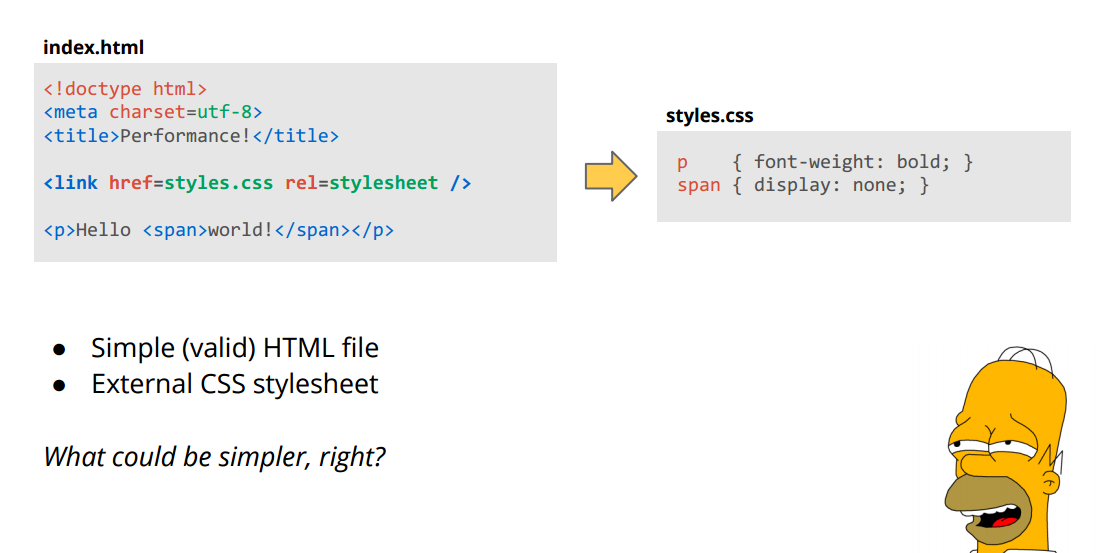 index.html
<!doctype html>
<meta charset=utf-8>
<title>Performance!</title>
<link href=styles.css rel=stylesheet />
<p>Hello <span>world!</span></p>
styles.css
p    { font-weight: bold; }
span { display: none; }
● Simple (valid) HTML file
● External CSS stylesheet
What could be simpler, right?